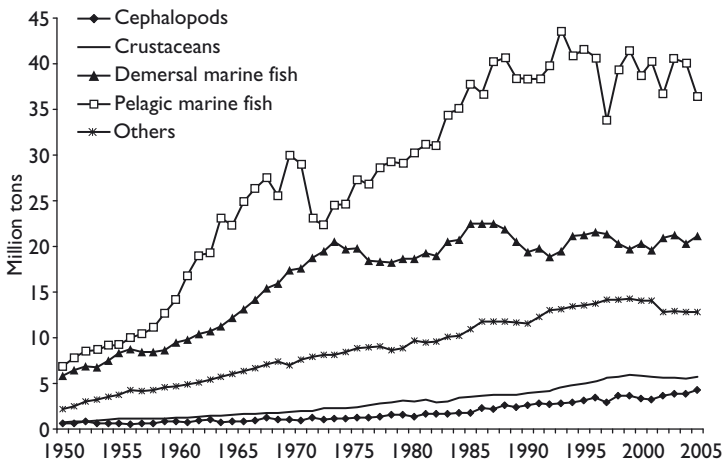 45
40
35
30
25
20
15
10
5
0
Million tons
Cephalopods
Crustaceans
Demersal marine fish
Pelagic marine fish
Others
1950 1955 1960 1965 1970 1975 1980 1985 1990 1995 2000 2005